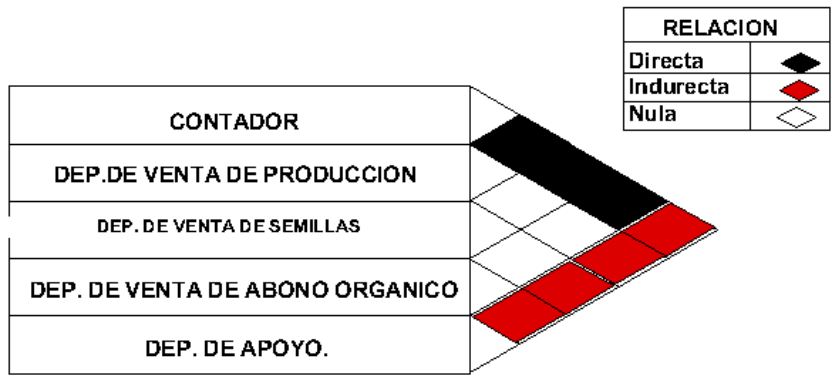 RELACION
Directa
Indurecta
Nula
CONTADOR
DEP.DE VENTA DE PRODUCCION
DEP. DE VENTA DE SEMILLAS
DEP. DE VENTA DE ABONO ORGANICO
DEP. DE APOYO.